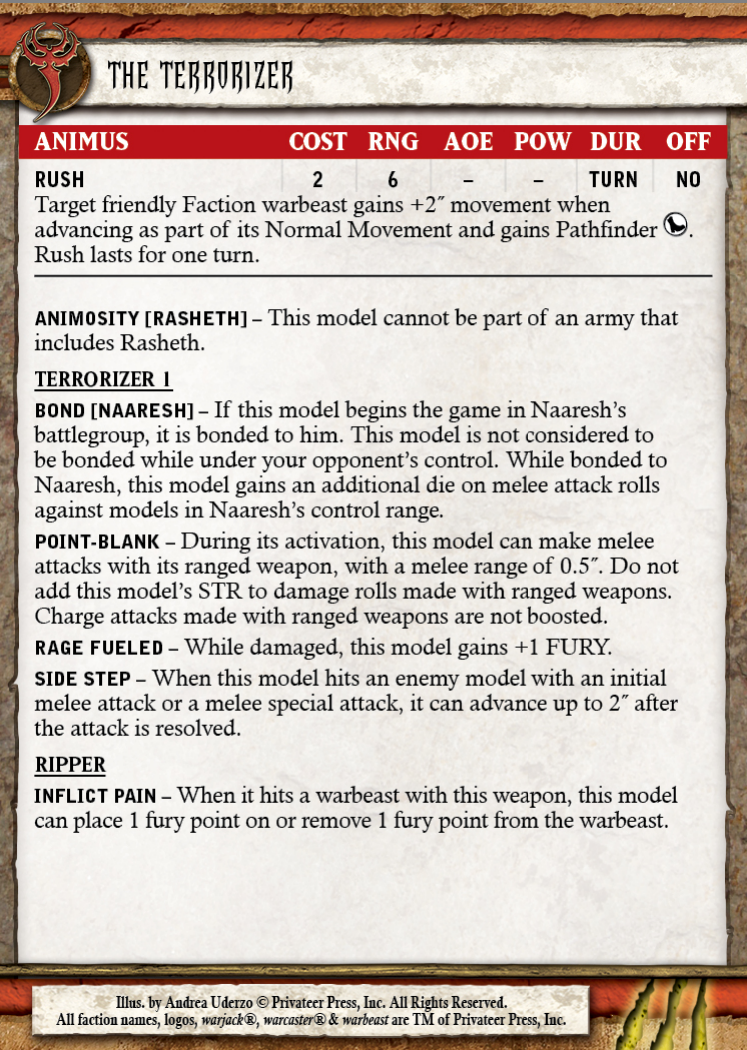 THE TERRORIZER
ANIMUS COST RNG AOE POW DUR OFF
RUSH 2 6 – – TURN NO
Target friendly Faction warbeast gains +2˝ movement when
advancing as part of its Normal Movement and gains Pathfinder .
Rush lasts for one turn.
ANIMOSITY [RASHETH] – This model cannot be part of an army that
includes Rasheth.
TERRORIZER 1
BOND [NAARESH] – If this model begins the game in Naaresh’s
battlegroup, it is bonded to him. This model is not considered to
be bonded while under your opponent’s control. While bonded to
Naaresh, this model gains an additional die on melee attack rolls
against models in Naaresh’s control range.
POINT-BLANK – During its activation, this model can make melee
attacks with its ranged weapon, with a melee range of 0.5˝. Do not
add this model’s STR to damage rolls made with ranged weapons.
Charge attacks made with ranged weapons are not boosted.
RAGE FUELED – While damaged, this model gains +1 FURY.
SIDE STEP – When this model hits an enemy model with an initial
melee attack or a melee special attack, it can advance up to 2˝ after
the attack is resolved.
RIPPER
INFLICT PAIN – When it hits a warbeast with this weapon, this model
can place 1 fury point on or remove 1 fury point from the warbeast.
Illus. by Andrea Uderzo © Privateer Press, Inc. All Rights Reserved.
All faction names, logos, warjack®, warcaster® & warbeast are TM of Privateer Press, Inc.